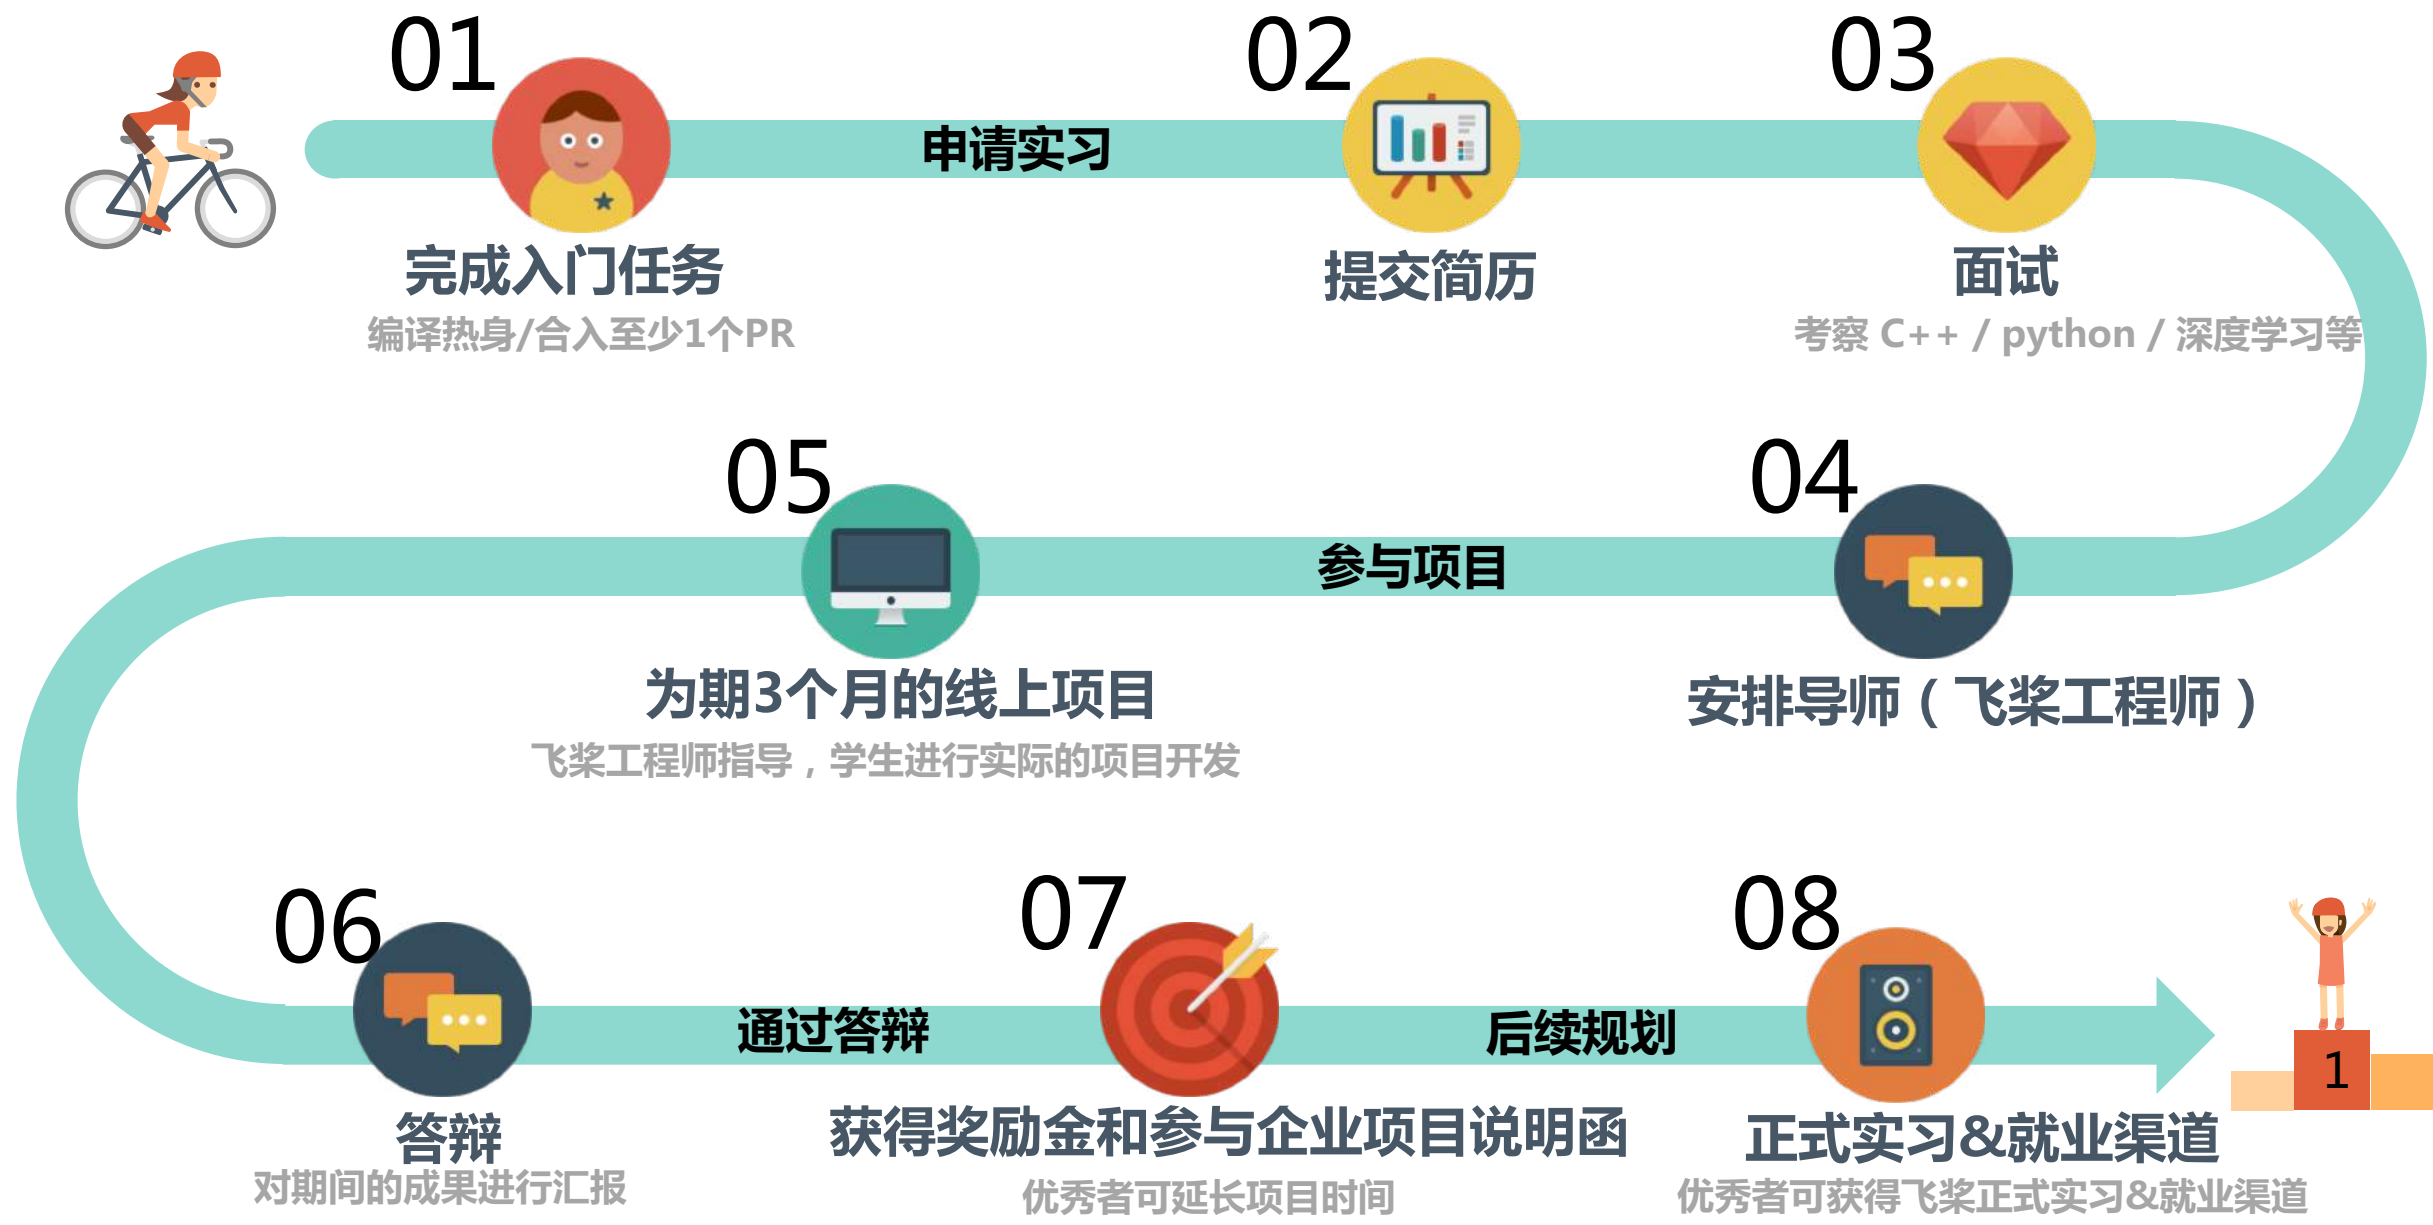 01
完成入门任务
编译热身/合入至少1个PR
申请实习
02
提交简历
03
面试
考察 C++ / python / 深度学习等
04
安排导师（飞桨工程师）
参与项目
05
为期3个月的线上项目
飞桨工程师指导，学生进行实际的项目开发
06
答辩
对期间的成果进行汇报
通过答辩
07
获得奖励金和参与企业项目说明函
优秀者可延长项目时间
后续规划
08
正式实习&就业渠道
优秀者可获得飞桨正式实习&就业渠道
1